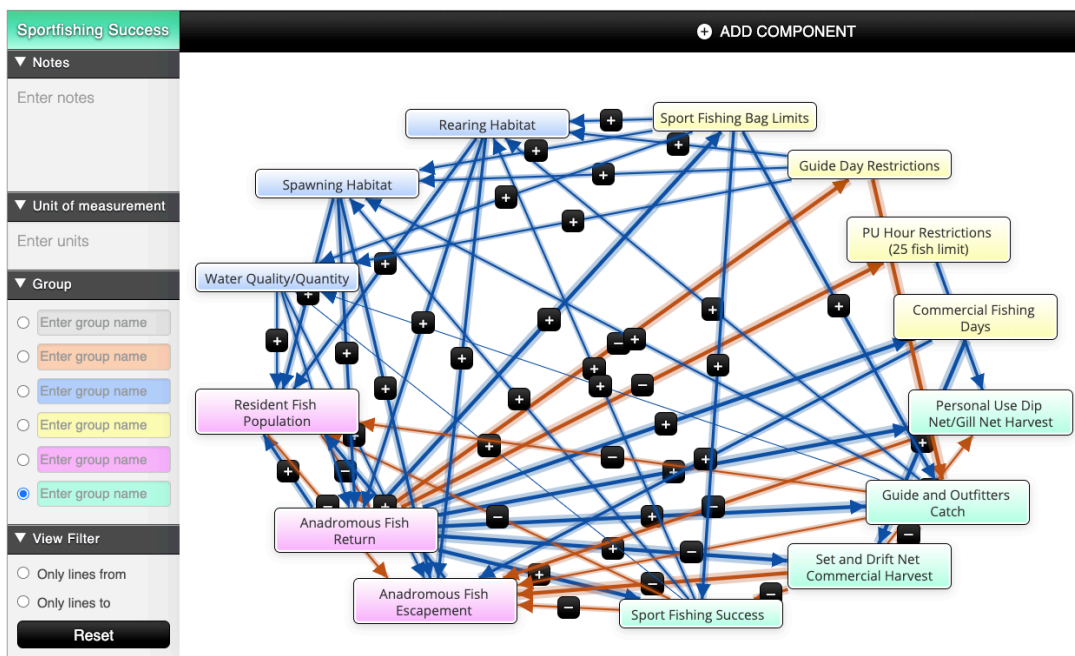 Sportfishing Success
ADD COMPONENT
Notes
Enter notes
Unit of measurement
Enter units
Group
Enter group name
Enter group name
Enter group name
Enter group name
Enter group name
Enter group name
View Filter
Only lines from
Only lines to
Reset
Rearing Habitat
Sport Fishing Bag Limits
Guide Day Restrictions
Spawning Habitat
PU Hour Restrictions
(25 fish limit)
Water Quality/Quantity
Commercial Fishing
Days
Resident Fish
Population
Personal Use Dip
Net/Gill Net Harvest
Guide and Outfitters
Catch
Anadromous Fish
Return
Set and Drift Net
Commercial Harvest
Anadromous Fish
Escapement
Sport Fishing Success